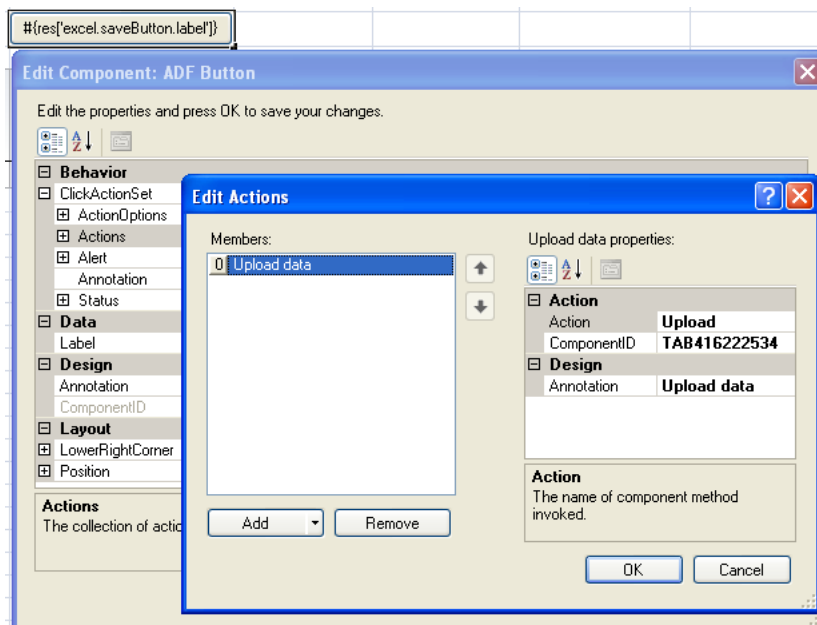 #{res['excel.saveButton.label']}
Edit Component: ADF Button
Edit the properties and press OK to save your changes.
Behavior
ClickActionSet
ActionOptions
Actions
Alert
Annotation
Status
Data
Label
Design
Annotation
ComponentID
Layout
LowerRightCorner
Position
Actions
The collection of actio
Edit Actions
Members:
0 Upload data
Add
Remove
Upload data properties:
Action
Action Upload
ComponentID TAB416222534
Design
Annotation Upload data
Action
The name of component method
invoked.
OK
Cancel